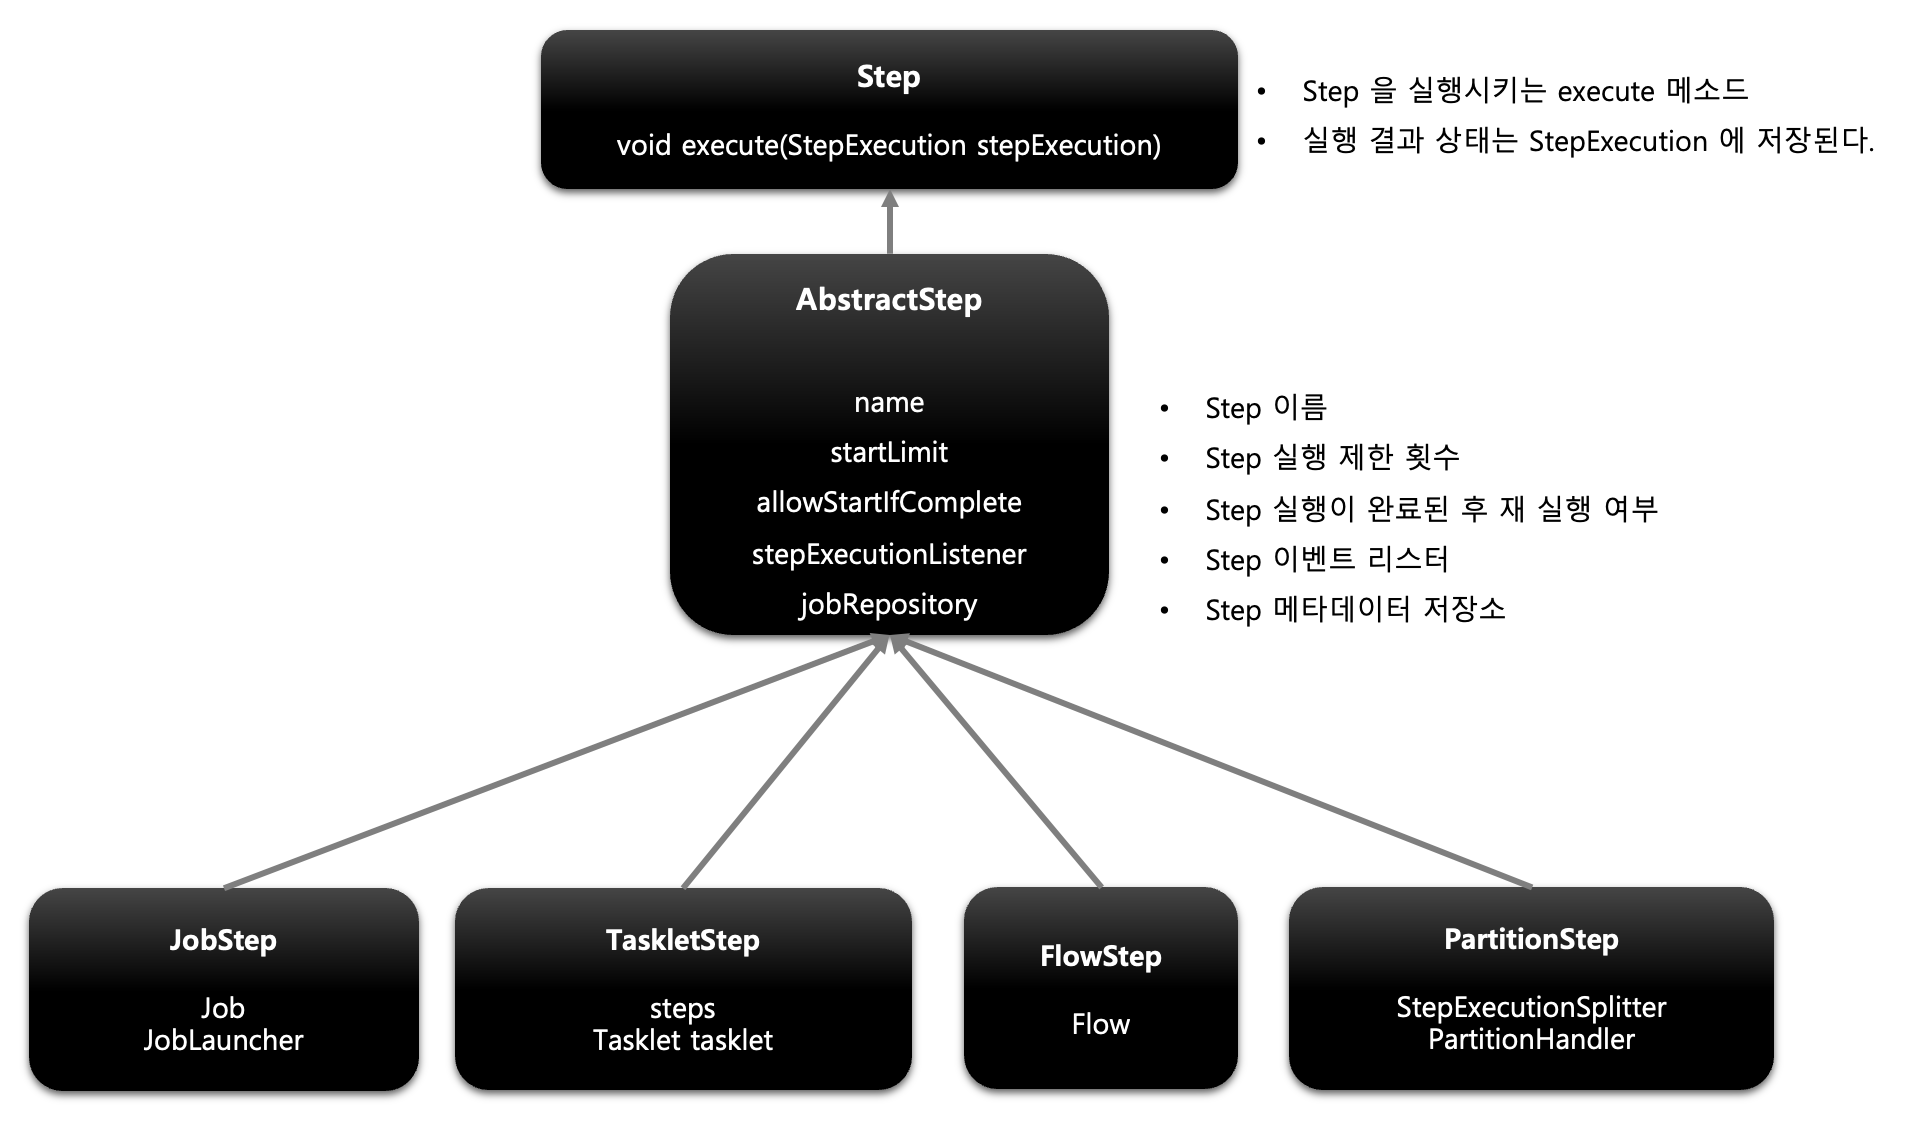 Step
void execute(StepExecution stepExecution)
• Step 을 실행시키는 execute 메소드
• 실행 결과 상태는 StepExecution 에 저장된다.
AbstractStep
name
startLimit
allowStartIfComplete
stepExecutionListener
jobRepository
• Step 이름
• Step 실행 제한 횟수
• Step 실행이 완료된 후 재 실행 여부
• Step 이벤트 리스터
• Step 메타데이터 저장소
JobStep
Job
JobLauncher
TaskletStep
steps
Tasklet tasklet
FlowStep
Flow
PartitionStep
StepExecutionSplitter
PartitionHandler